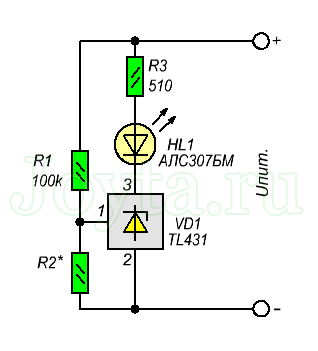 +
R3
510
HL1
АЛС307БМ
R1
100k
Uпит.
3
1
VD1
TL431
2
R2*
-
Joyta.ru